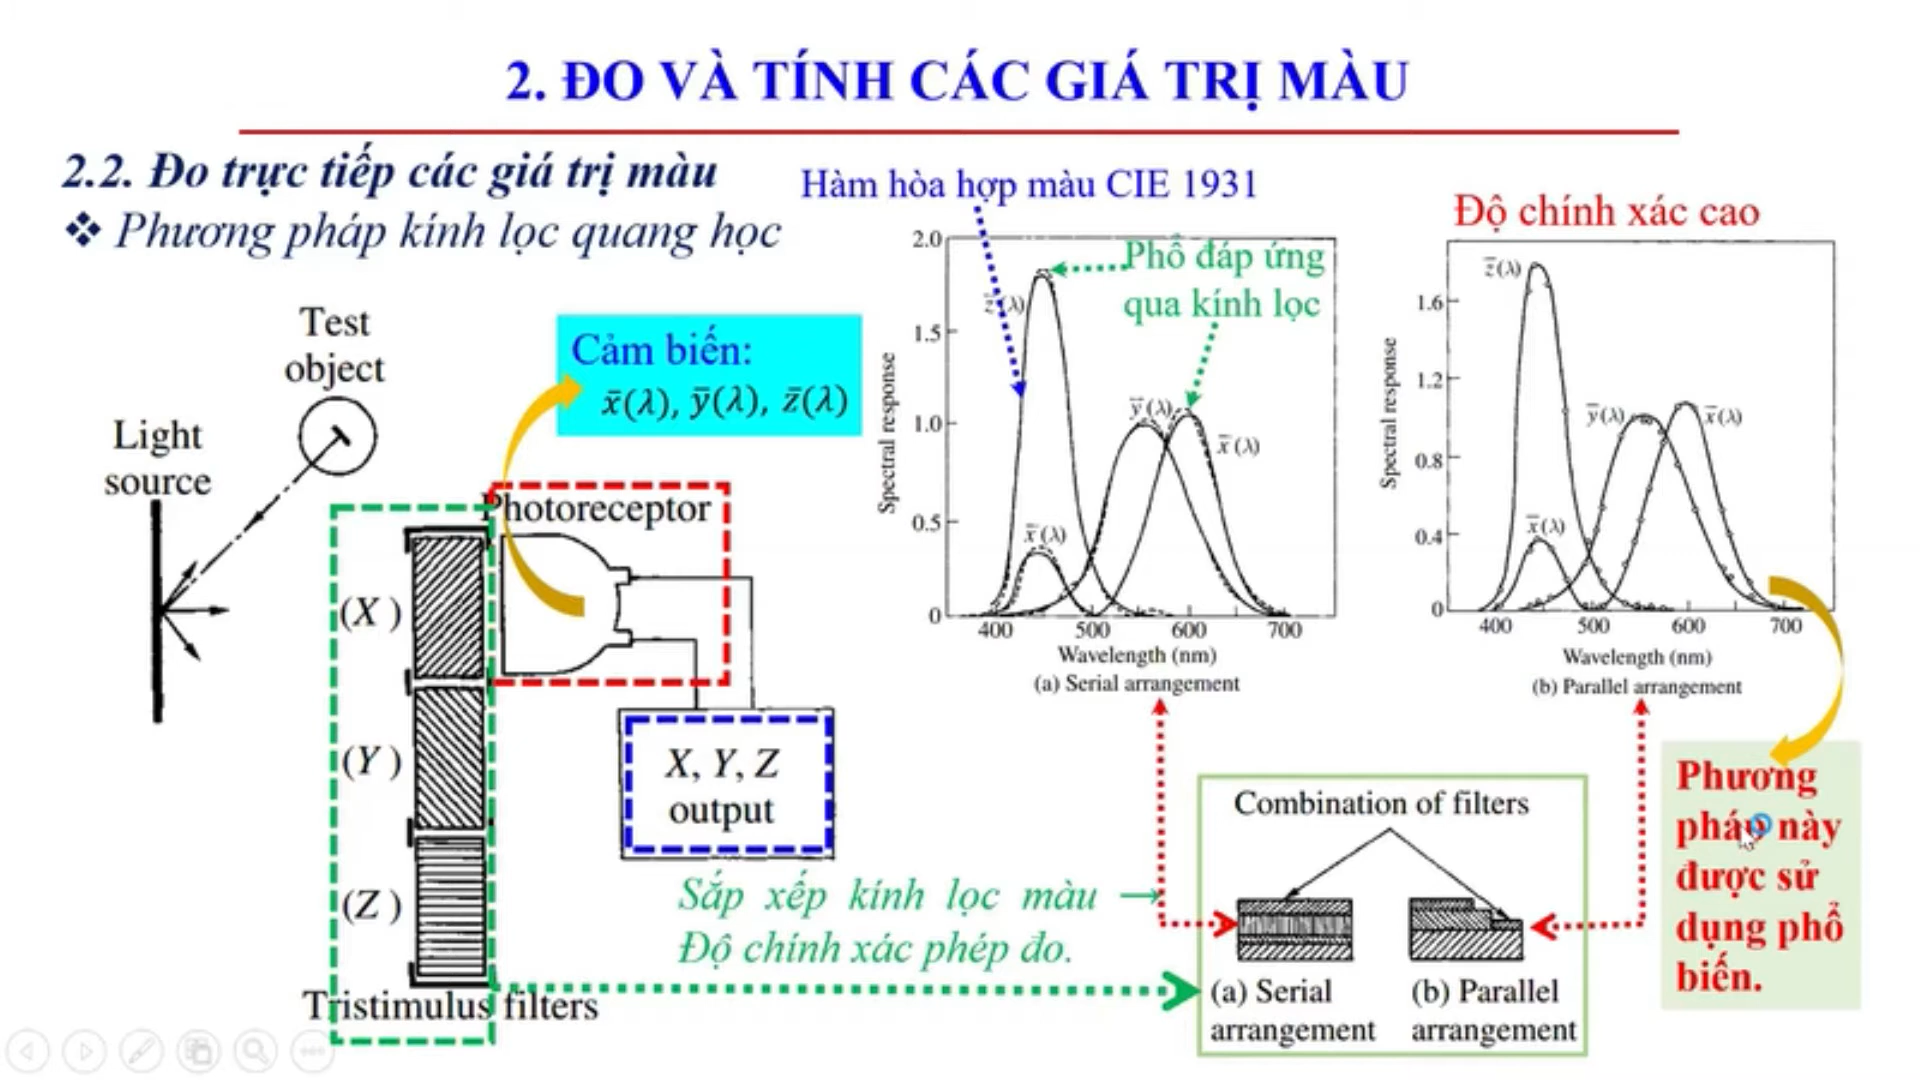 2. ĐO VÀ TÍNH CÁC GIÁ TRỊ MÀU
2.2. Đo trực tiếp các giá trị màu
❖ Phương pháp kính lọc quang học
Test
object
Light
source
Cảm biến:
x̄(λ), ȳ(λ), z̄(λ)
Photoreceptor
(X)
(Y)
(Z)
X, Y, Z
output
Tristimulus filters
Sắp xếp kính lọc màu →
Độ chính xác phép đo.
Hàm hòa hợp màu CIE 1931
Phổ đáp ứng
qua kính lọc
Spectral response
2.0
1.5
1.0
0.5
0
z̄(λ)
ȳ(λ)
x̄(λ)
x̄(λ)
400 500 600 700
Wavelength (nm)
(a) Serial arrangement
Độ chính xác cao
Spectral response
1.6
1.2
0.8
0.4
0
z̄(λ)
ȳ(λ)
x̄(λ)
x̄(λ)
400 500 600 700
Wavelength (nm)
(b) Parallel arrangement
Combination of filters
(a) Serial
arrangement
(b) Parallel
arrangement
Phương
pháp này
được sử
dụng phổ
biến.